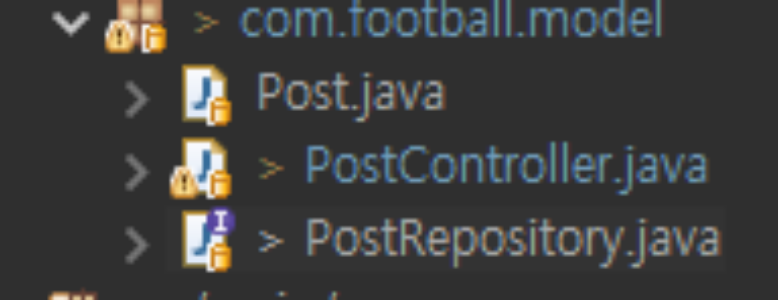 > com.football.model
Post.java
> PostController.java
> PostRepository.java